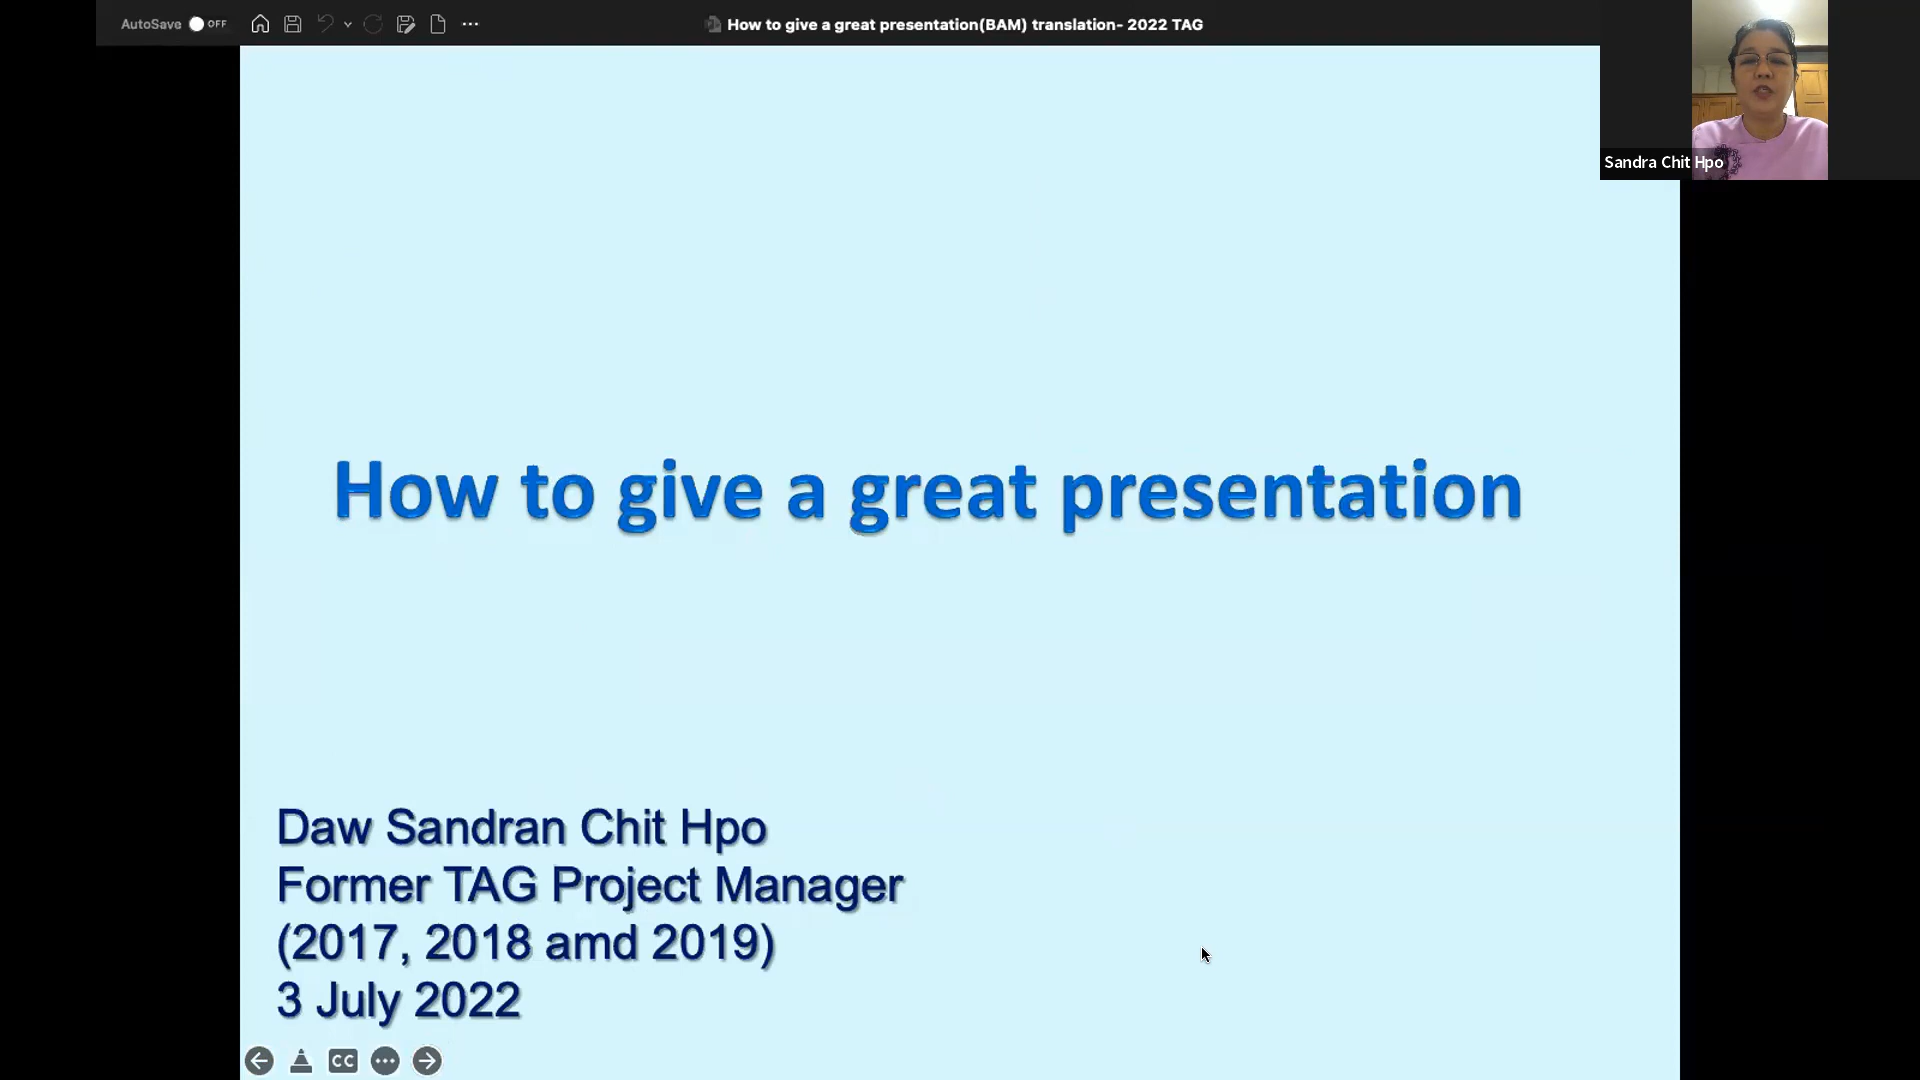 AutoSave OFF
How to give a great presentation(BAM) translation- 2022 TAG
Sandra Chit Hpo
How to give a great presentation
Daw Sandran Chit Hpo
Former TAG Project Manager
(2017, 2018 amd 2019)
3 July 2022
CC